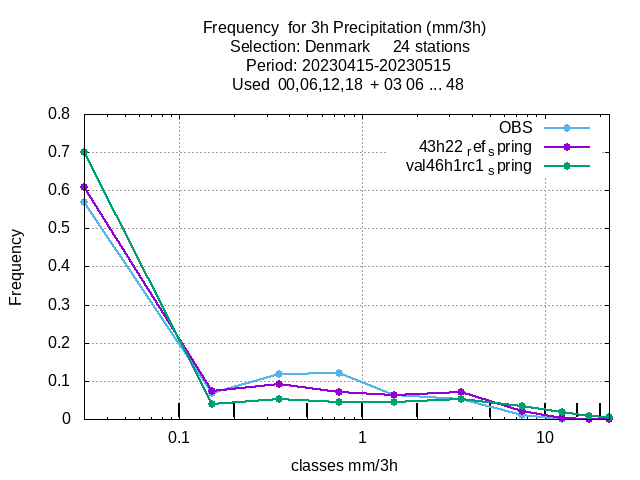 Frequency for 3h Precipitation (mm/3h)
Selection: Denmark 24 stations
Period: 20230415-20230515
Used 00,06,12,18 + 03 06 ... 48
OBS
43h22_ref_spring
val46h1rc1_spring
Frequency
0.8
0.7
0.6
0.5
0.4
0.3
0.2
0.1
0
0.1 1 10
classes mm/3h